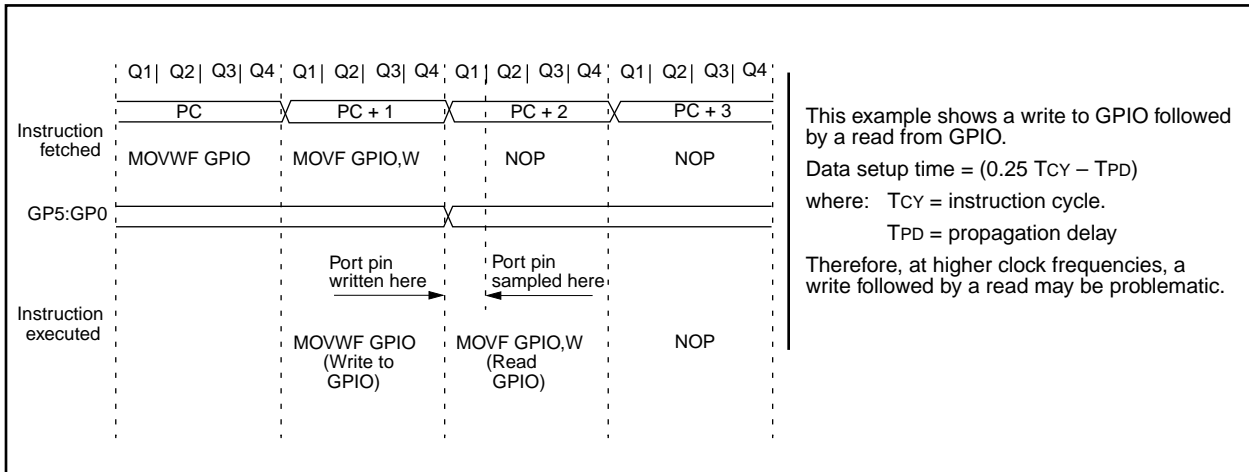 Q1| Q2| Q3| Q4 Q1| Q2| Q3| Q4 Q1| Q2| Q3| Q4 Q1| Q2| Q3| Q4
Instruction
fetched
PC PC + 1 PC + 2 PC + 3
MOVWF GPIO MOVF GPIO,W NOP NOP
GP5:GP0
Port pin
written here
Port pin
sampled here
Instruction
executed
MOVWF GPIO
(Write to
GPIO)
MOVF GPIO,W
(Read
GPIO)
NOP
This example shows a write to GPIO followed
by a read from GPIO.
Data setup time = (0.25 TCY – TPD)
where: TCY = instruction cycle.
TPD = propagation delay
Therefore, at higher clock frequencies, a
write followed by a read may be problematic.